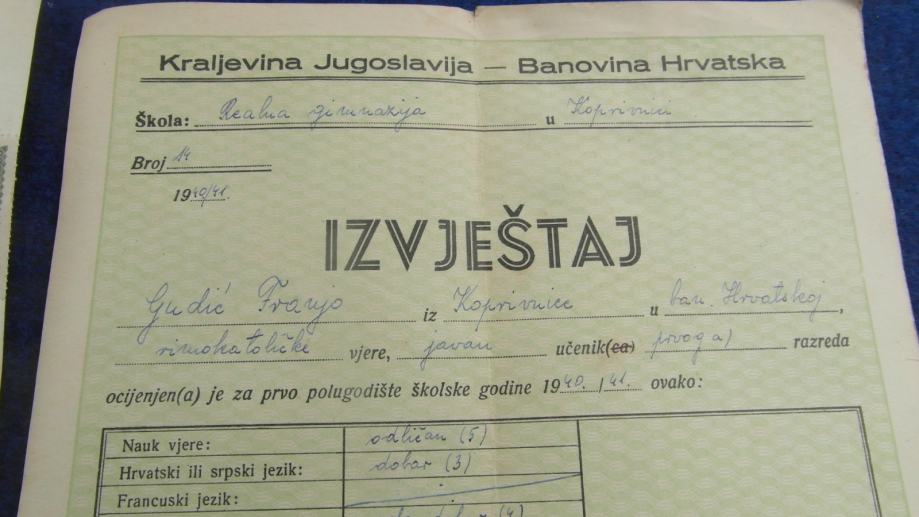 Kraljevina Jugoslavija — Banovina Hrvatska
Škola: Realna gimnazija u Koprivnici
Broj 14
1940/41.
IZVJEŠTAJ
Gudić Franjo iz Koprivnice u ban. Hrvatskoj,
rimokatoličke vjere, javan učenik(ca) prvog a) razreda
ocijenjen(a) je za prvo polugodište školske godine 1940. / 41. ovako:
Nauk vjere: odličan (5)
Hrvatski ili srpski jezik: dobar (3)
Francuski jezik:
(4)